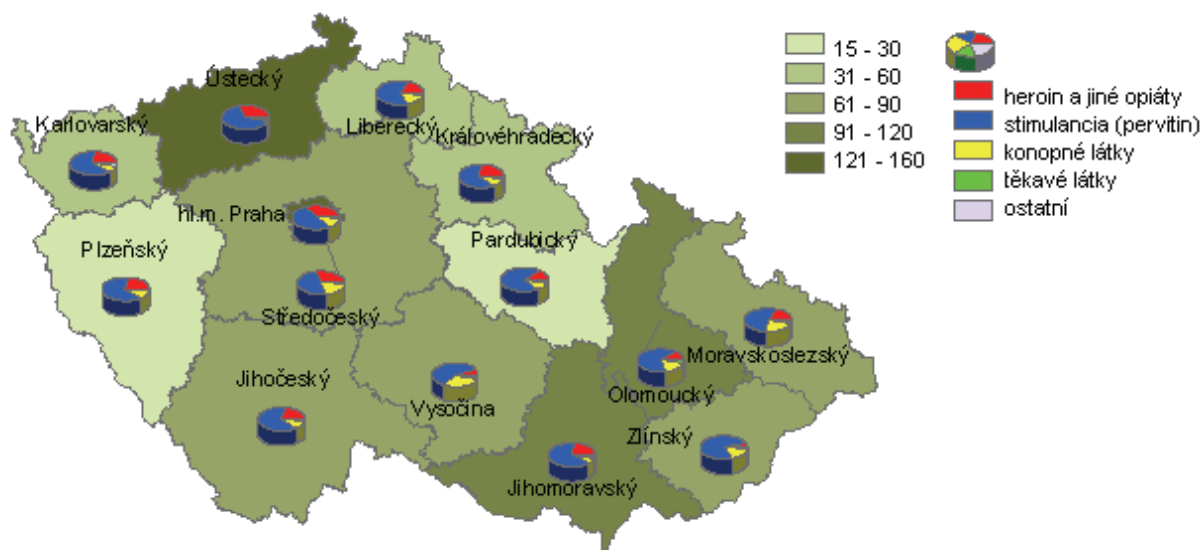 15 - 30
31 - 60
61 - 90
91 - 120
121 - 160
heroin a jiné opiáty
stimulancia (pervitin)
konopné látky
těkavé látky
ostatní
Ústecký
Karlovarský
Liberecký
Královéhradecký
hl.m. Praha
Plzeňský
Pardubický
Středočeský
Moravskoslezský
Jihočeský
Vysočina
Olomoucký
Zlínský
Jihomoravský